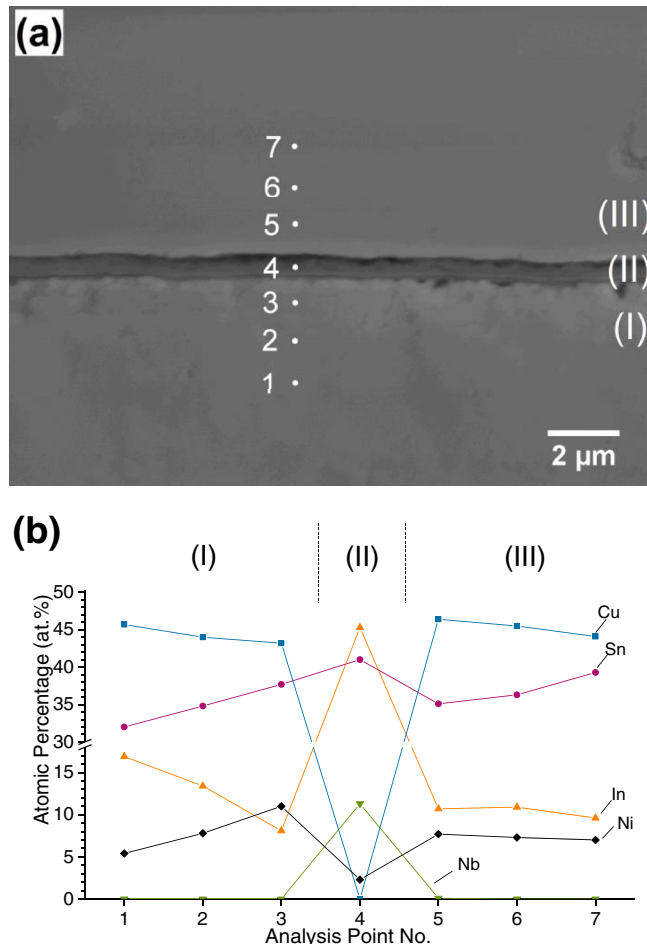 (a)
7
6
5
(III)
4
(II)
3
(I)
2
1
2 μm
(b)
(I)
(II)
(III)
50
45
40
35
30
15
10
5
0
Atomic Percentage (at.%)
Cu
Sn
In
Ni
Nb
1 2 3 4 5 6 7
Analysis Point No.